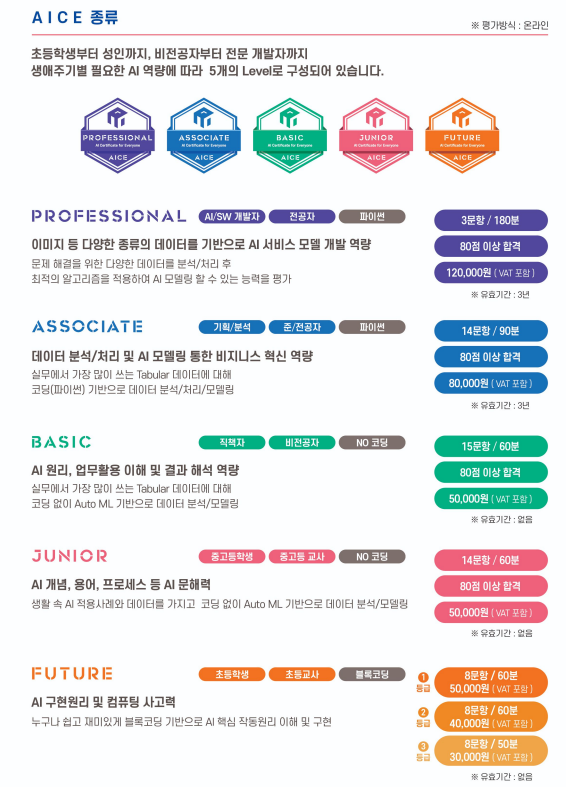 AICE 종류
※ 평가방식 : 온라인
초등학생부터 성인까지, 비전공자부터 전문 개발자까지
생애주기별 필요한 AI 역량에 따라 5개의 Level로 구성되어 있습니다.
PROFESSIONAL
AI Certificate for Everyone
AICE
ASSOCIATE
AI Certificate for Everyone
AICE
BASIC
AI Certificate for Everyone
AICE
JUNIOR
AI Certificate for Everyone
AICE
FUTURE
AI Certificate for Everyone
AICE
PROFESSIONAL AI/SW 개발자 전공자 파이썬
이미지 등 다양한 종류의 데이터를 기반으로 AI 서비스 모델 개발 역량
문제 해결을 위한 다양한 데이터를 분석/처리 후
최적의 알고리즘을 적용하여 AI 모델링 할 수 있는 능력을 평가
3문항 / 180분
80점 이상 합격
120,000원 ( VAT 포함 )
※ 유효기간 : 3년
ASSOCIATE 기획/분석 준/전공자 파이썬
데이터 분석/처리 및 AI 모델링 통한 비지니스 혁신 역량
실무에서 가장 많이 쓰는 Tabular 데이터에 대해
코딩(파이썬) 기반으로 데이터 분석/처리/모델링
14문항 / 90분
80점 이상 합격
80,000원 ( VAT 포함 )
※ 유효기간 : 3년
BASIC 직책자 비전공자 NO 코딩
AI 원리, 업무활용 이해 및 결과 해석 역량
실무에서 가장 많이 쓰는 Tabular 데이터에 대해
코딩 없이 Auto ML 기반으로 데이터 분석/모델링
15문항 / 60분
80점 이상 합격
50,000원 ( VAT 포함 )
※ 유효기간 : 없음
JUNIOR 중고등학생 중고등 교사 NO 코딩
AI 개념, 용어, 프로세스 등 AI 문해력
생활 속 AI 적용사례와 데이터를 가지고 코딩 없이 Auto ML 기반으로 데이터 분석/모델링
14문항 / 60분
80점 이상 합격
50,000원 ( VAT 포함 )
※ 유효기간 : 없음
FUTURE 초등학생 초등교사 블록코딩
AI 구현원리 및 컴퓨팅 사고력
누구나 쉽고 재미있게 블록코딩 기반으로 AI 핵심 작동원리 이해 및 구현
1 등급
8문항 / 60분
50,000원 ( VAT 포함 )
2 등급
8문항 / 60분
40,000원 ( VAT 포함 )
3 등급
8문항 / 50분
30,000원 ( VAT 포함 )
※ 유효기간 : 없음